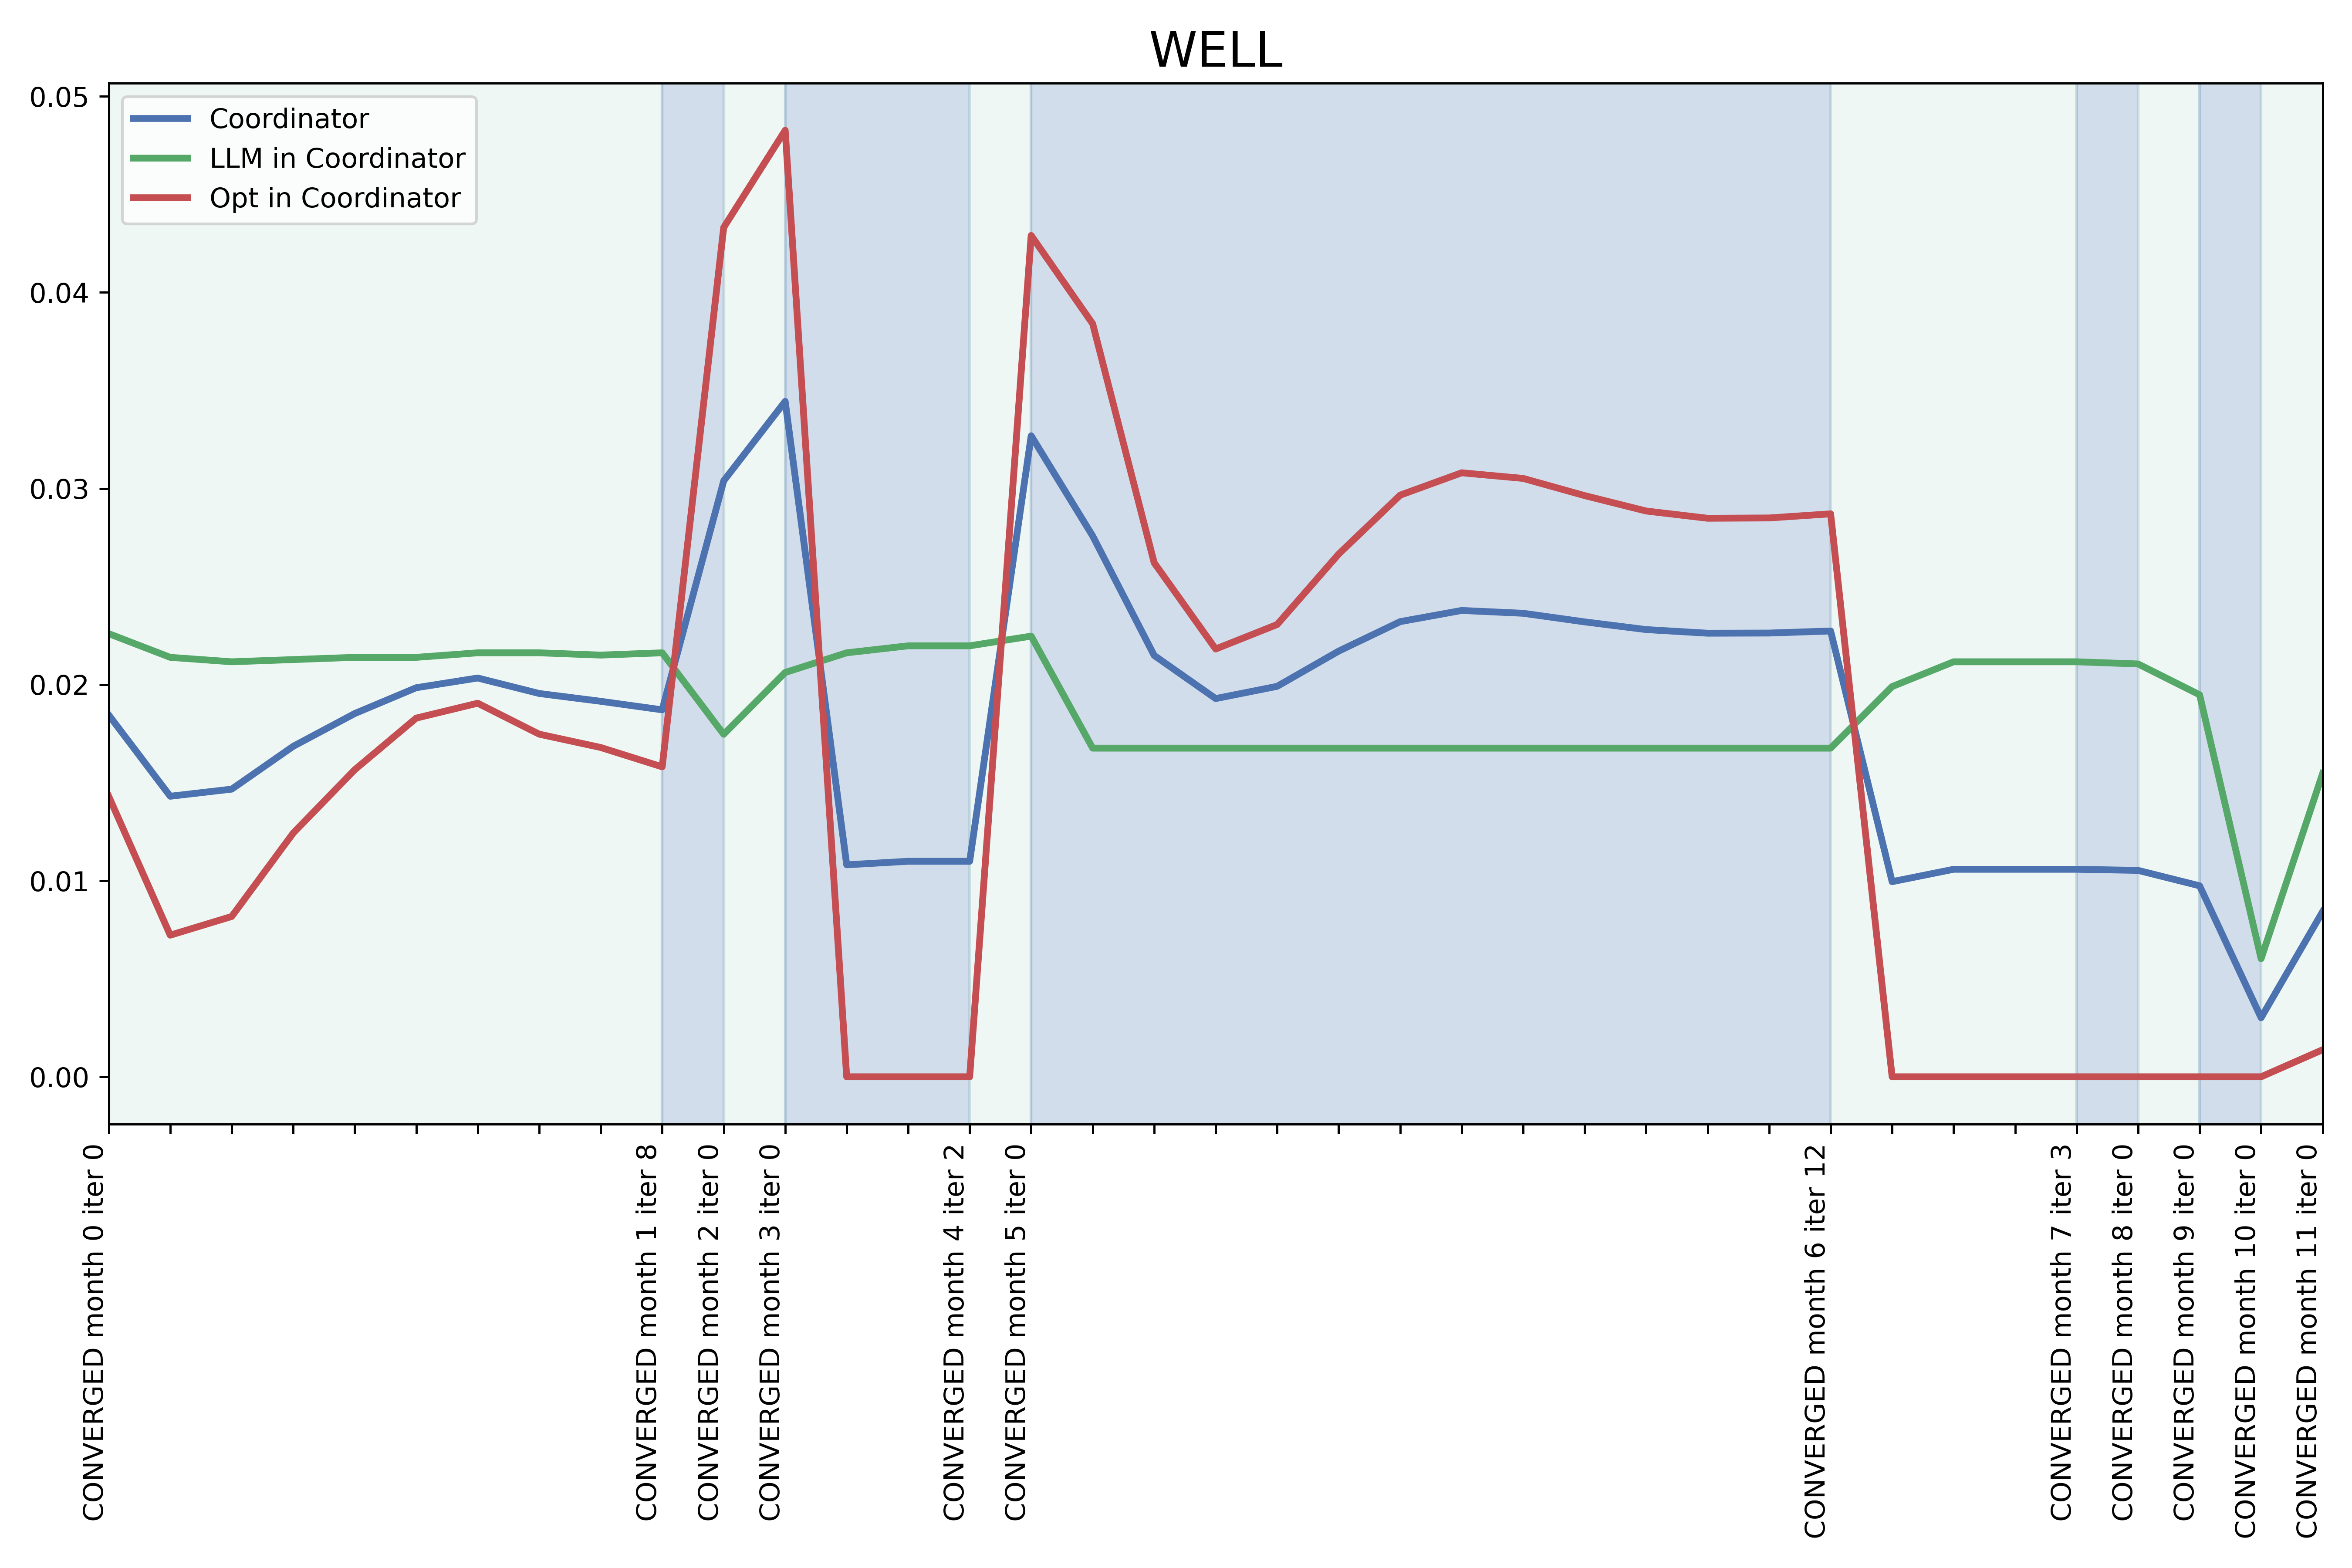 WELL
Coordinator
LLM in Coordinator
Opt in Coordinator
0.05
0.04
0.03
0.02
0.01
0.00
CONVERGED month 0 iter 0
CONVERGED month 1 iter 8
CONVERGED month 2 iter 0
CONVERGED month 3 iter 0
CONVERGED month 4 iter 2
CONVERGED month 5 iter 0
CONVERGED month 6 iter 12
CONVERGED month 7 iter 3
CONVERGED month 8 iter 0
CONVERGED month 9 iter 0
CONVERGED month 10 iter 0
CONVERGED month 11 iter 0